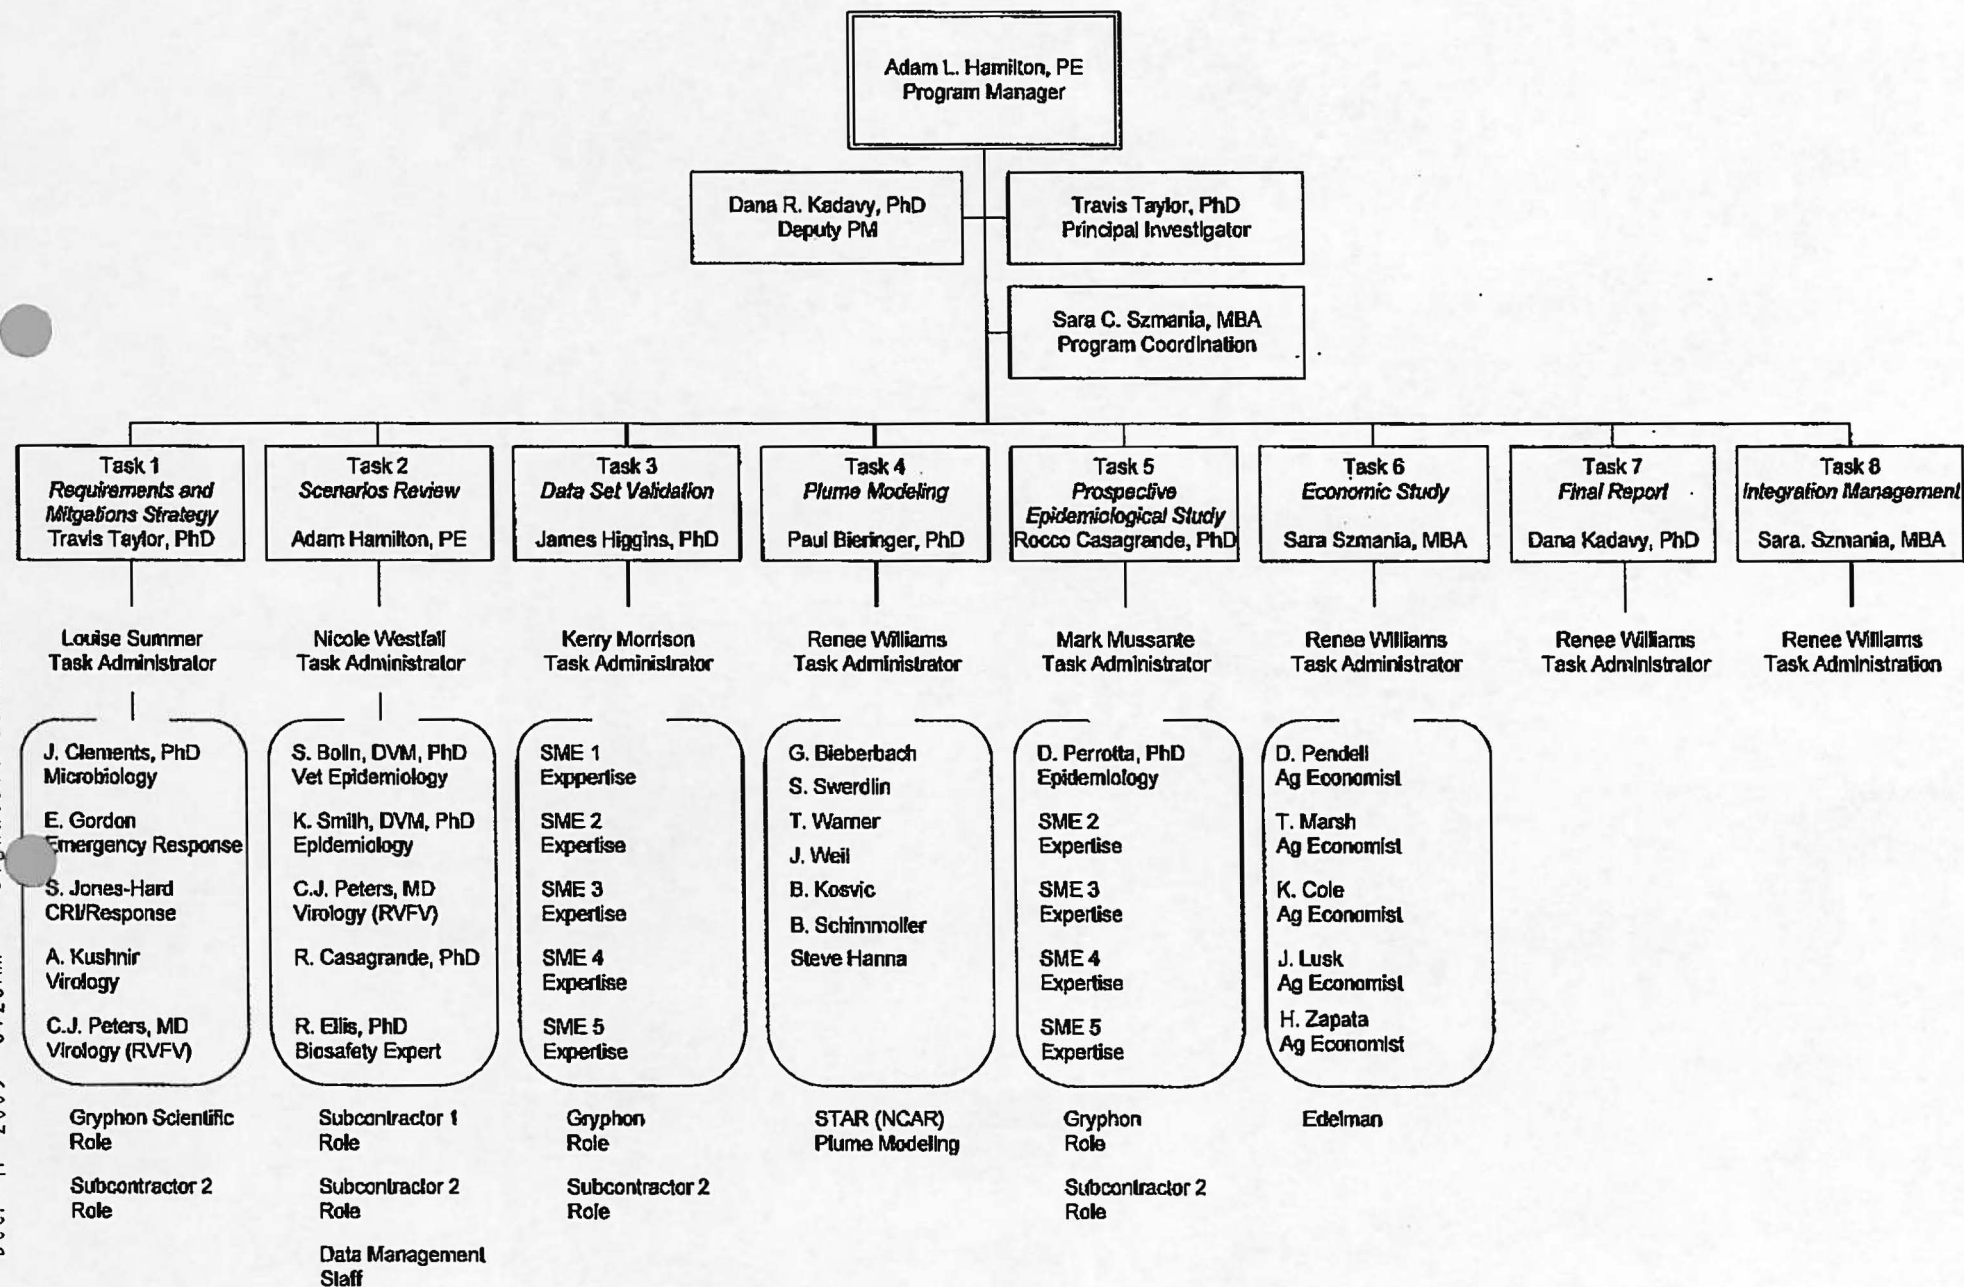 Adam L. Hamilton, PE
Program Manager
Dana R. Kadavy, PhD
Deputy PM
Travis Taylor, PhD
Principal Investigator
Sara C. Szmania, MBA
Program Coordination
Task 1
Requirements and
Mitgations Strategy
Travis Taylor, PhD
Task 2
Scenarios Review
Adam Hamilton, PE
Task 3
Data Set Validation
James Higgins, PhD
Task 4
Plume Modeling
Paul Bieringer, PhD
Task 5
Prospective
Epidemiological Study
Rocco Casagrande, PhD
Task 6
Economic Study
Sara Szmania, MBA
Task 7
Final Report
Dana Kadavy, PhD
Task 8
Integration Management
Sara. Szmania, MBA
Louise Summer
Task Administrator
Nicole Westfall
Task Administrator
Kerry Morrison
Task Administrator
Renee Williams
Task Administrator
Mark Mussante
Task Administrator
Renee Williams
Task Administrator
Renee Williams
Task Administrator
Renee Williams
Task Administration
J. Clements, PhD
Microbiology
E. Gordon
Emergency Response
S. Jones-Hard
CRI/Response
A. Kushnir
Virology
C.J. Peters, MD
Virology (RVFV)
S. Bolin, DVM, PhD
Vet Epidemiology
K. Smith, DVM, PhD
Epidemiology
C.J. Peters, MD
Virology (RVFV)
R. Casagrande, PhD
R. Ellis, PhD
Biosafety Expert
SME 1
Exppertise
SME 2
Expertise
SME 3
Expertise
SME 4
Expertise
SME 5
Expertise
G. Bieberbach
S. Swerdlin
T. Warner
J. Weil
B. Kosvic
B. Schimmoller
Steve Hanna
D. Perrotta, PhD
Epidemiology
SME 2
Expertise
SME 3
Expertise
SME 4
Expertise
SME 5
Expertise
D. Pendell
Ag Economist
T. Marsh
Ag Economist
K. Cole
Ag Economist
J. Lusk
Ag Economist
H. Zapata
Ag Economist
Gryphon Scientific
Role
Subcontractor 2
Role
Subcontractor 1
Role
Subcontractor 2
Role
Data Management
Staff
Gryphon
Role
Subcontractor 2
Role
STAR (NCAR)
Plume Modeling
Gryphon
Role
Subcontractor 2
Role
Edelman